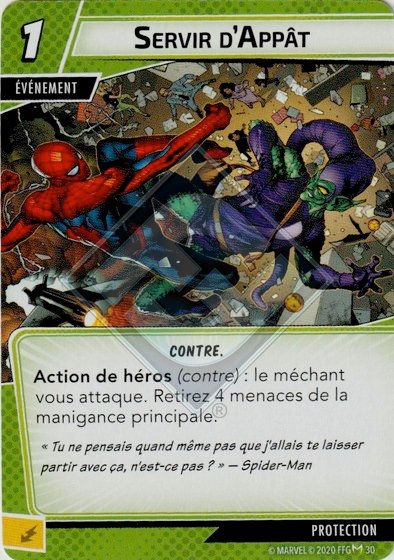 1
SERVIR D'APPÂT
ÉVÉNEMENT
CONTRE.
Action de héros (contre) : le méchant
vous attaque. Retirez 4 menaces de la
manigance principale.
« Tu ne pensais quand même pas que j'allais te laisser
partir avec ça, n'est-ce pas ? » — Spider-Man
PROTECTION
© MARVEL © 2020 FFG 30